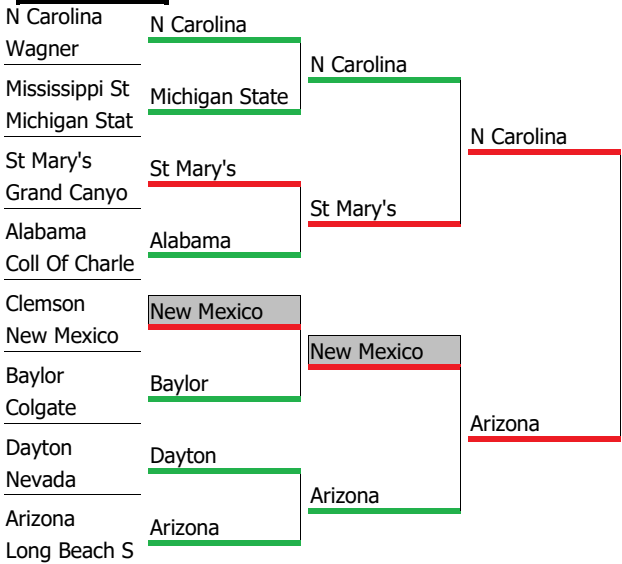 N Carolina
Wagner
Mississippi St
Michigan Stat
St Mary's
Grand Canyo
Alabama
Coll Of Charle
Clemson
New Mexico
Baylor
Colgate
Dayton
Nevada
Arizona
Long Beach S
N Carolina
Michigan State
St Mary's
Alabama
New Mexico
Baylor
Dayton
Arizona
N Carolina
St Mary's
New Mexico
Arizona
N Carolina
Arizona